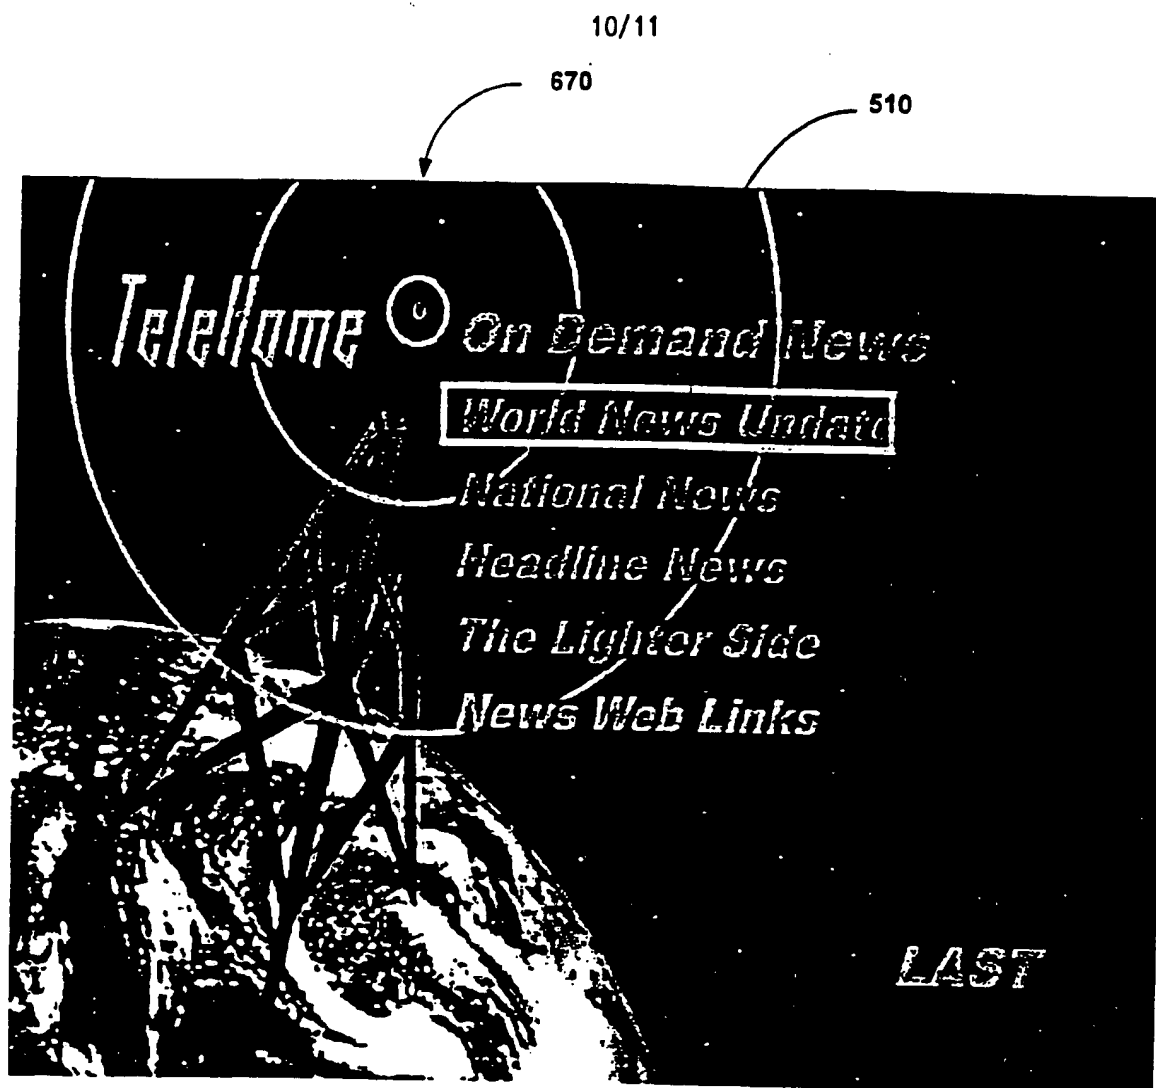 10/11
670
510
TeleHome
On Demand News
World News Update
National News
Headline News
The Lighter Side
News Web Links
LAST